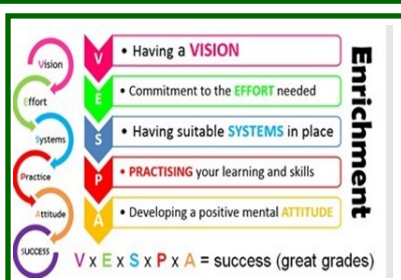 Vision
Effort
Systems
Practice
Attitude
SUCCESS
V
• Having a VISION
E
• Commitment to the EFFORT needed
S
• Having suitable SYSTEMS in place
P
• PRACTISING your learning and skills
A
• Developing a positive mental ATTITUDE
V x E x S x P x A = success (great grades)
Enrichment